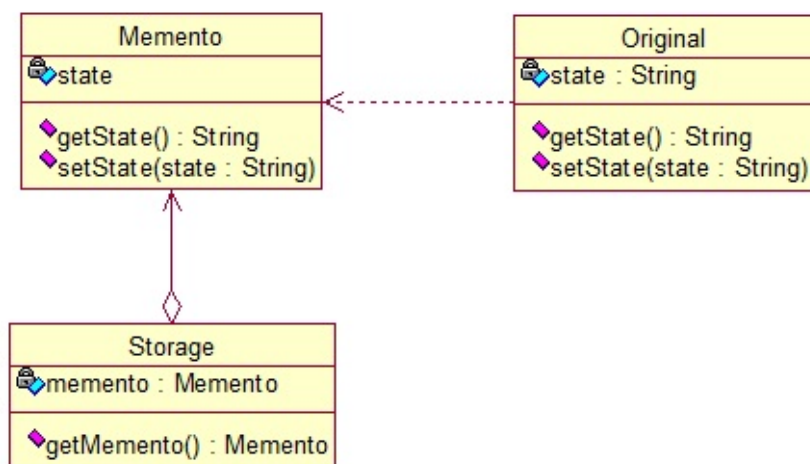 Memento
state
getState() : String
setState(state : String)
Original
state : String
getState() : String
setState(state : String)
Storage
memento : Memento
getMemento() : Memento